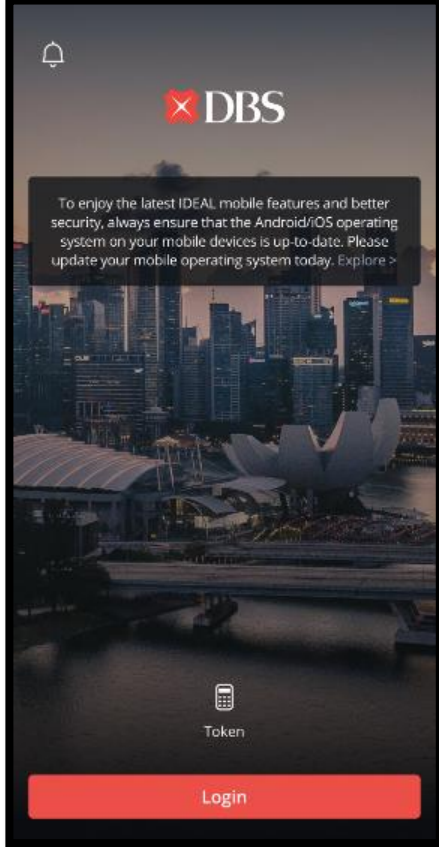 DBS
To enjoy the latest IDEAL mobile features and better
security, always ensure that the Android/iOS operating
system on your mobile devices is up-to-date. Please
update your mobile operating system today. Explore >
Token
Login